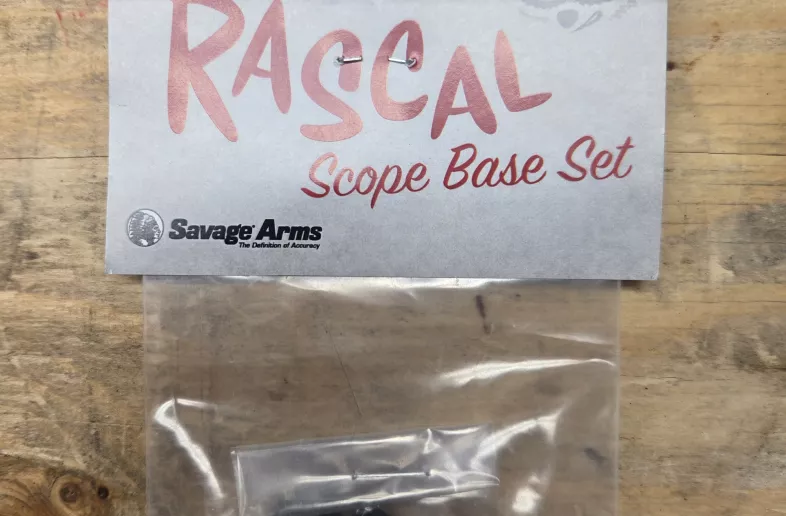 RASCAL
Scope Base Set
Savage Arms
The Definition of Accuracy